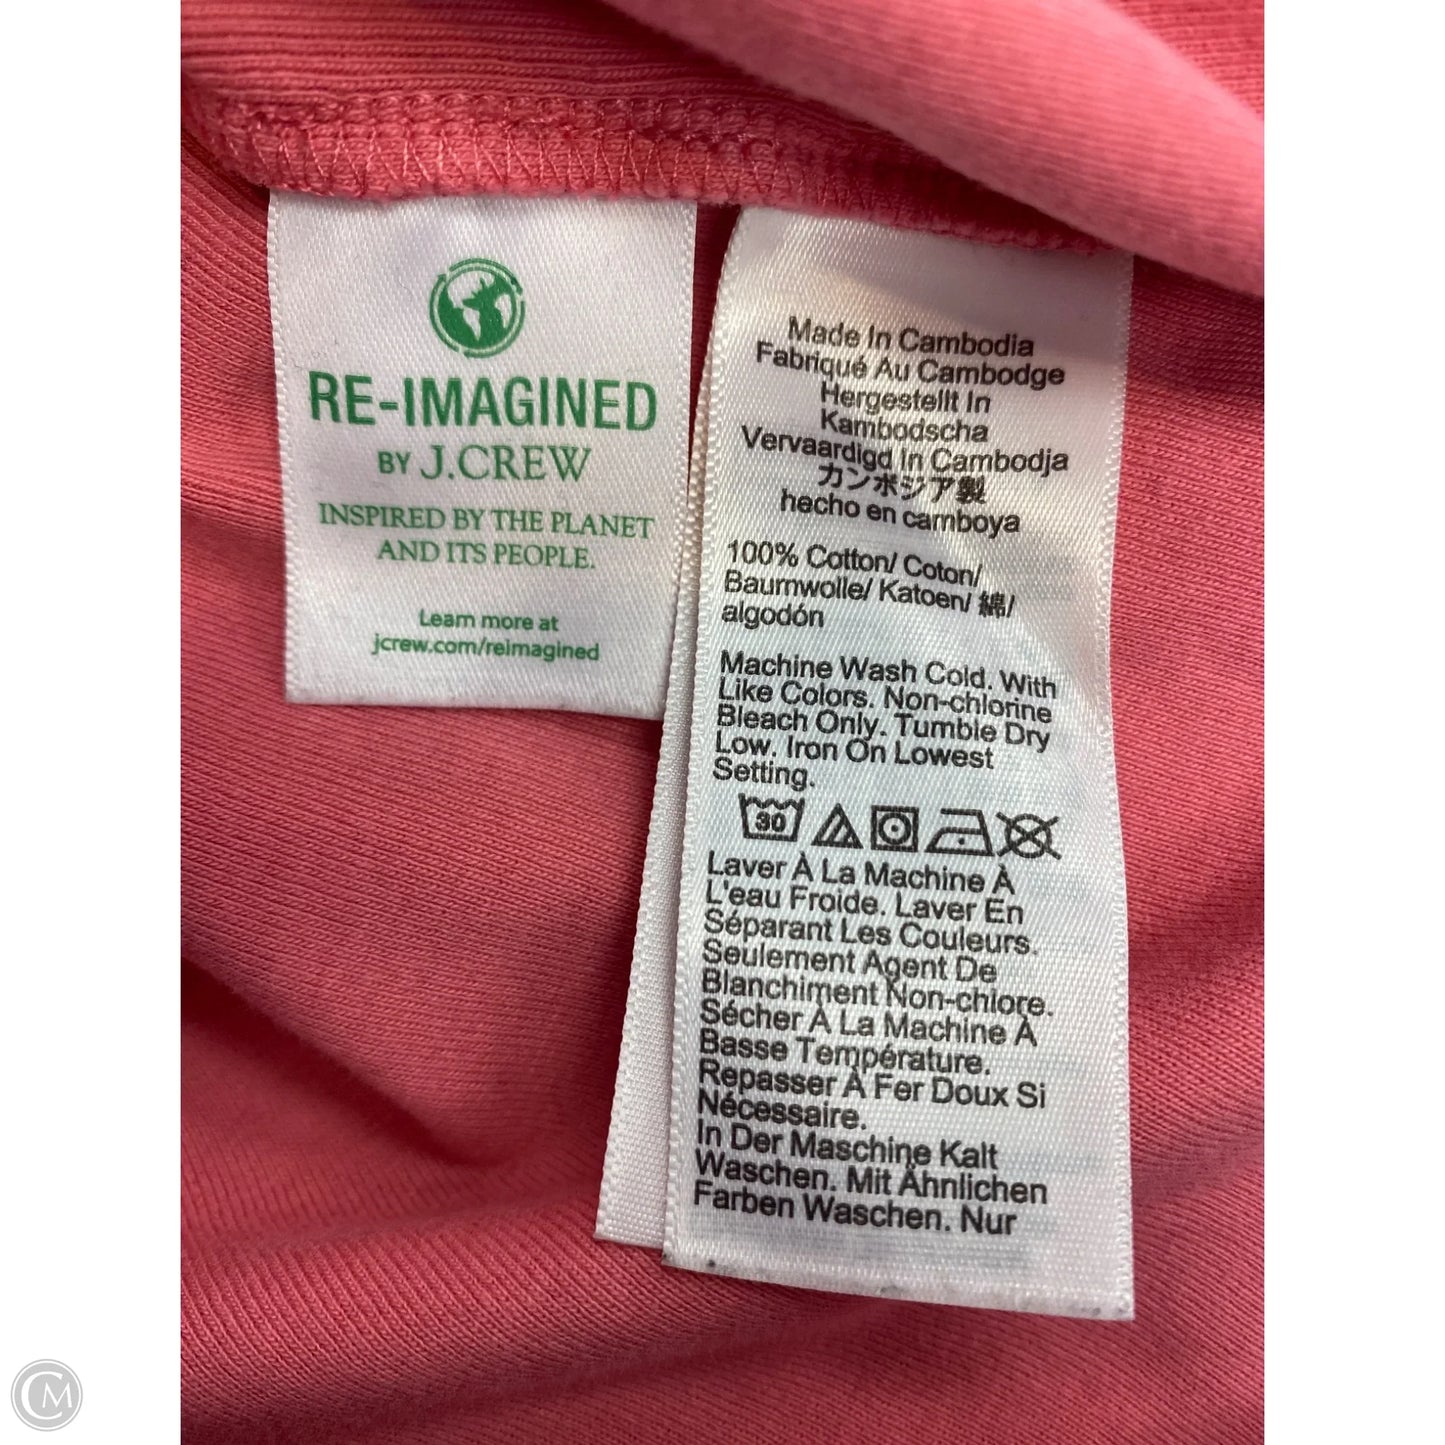 RE-IMAGINED
BY J.CREW
INSPIRED BY THE PLANET
AND ITS PEOPLE.
Learn more at
jcrew.com/reimagined
Made In Cambodia
Fabriqué Au Cambodge
Hergestellt In
Kambodscha
Vervaardigd In Cambodja
カンボジア製
hecho en camboya
100% Cotton/ Coton/
Baumwolle/ Katoen/ 綿/
algodón
Machine Wash Cold. With
Like Colors. Non-chlorine
Bleach Only. Tumble Dry
Low. Iron On Lowest
Setting.
30
Laver À La Machine À
L'eau Froide. Laver En
Séparant Les Couleurs.
Seulement Agent De
Blanchiment Non-chlore.
Sécher À La Machine À
Basse Température.
Repasser À Fer Doux Si
Nécessaire.
In Der Maschine Kalt
Waschen. Mit Ähnlichen
Farben Waschen. Nur
CM